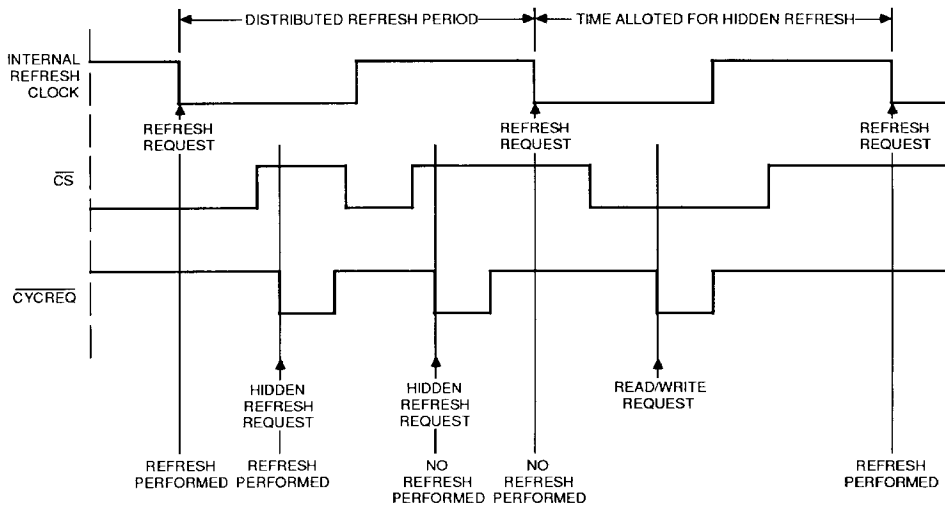 DISTRIBUTED REFRESH PERIOD
TIME ALLOTED FOR HIDDEN REFRESH
INTERNAL
REFRESH
CLOCK
REFRESH
REQUEST
REFRESH
REQUEST
REFRESH
REQUEST
CS
CYCREQ
HIDDEN
REFRESH
REQUEST
HIDDEN
REFRESH
REQUEST
READ/WRITE
REQUEST
REFRESH
PERFORMED
REFRESH
PERFORMED
NO
REFRESH
PERFORMED
NO
REFRESH
PERFORMED
REFRESH
PERFORMED